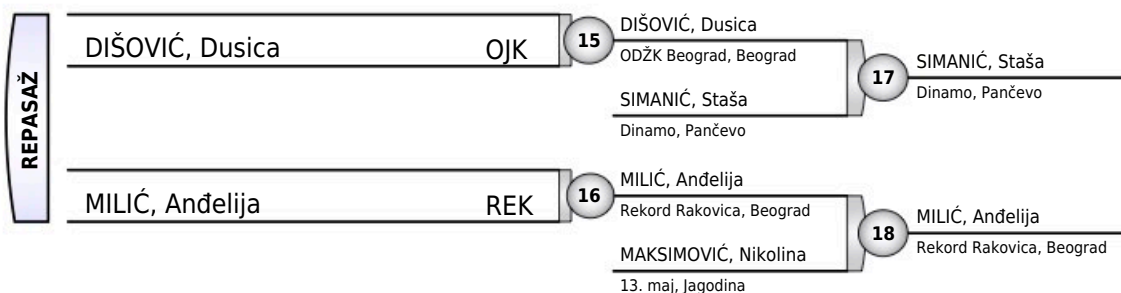 REPASAŽ
DIŠOVIĆ, Dusica OJK
15
DIŠOVIĆ, Dusica
ODŽK Beograd, Beograd
SIMANIĆ, Staša
Dinamo, Pančevo
17
SIMANIĆ, Staša
Dinamo, Pančevo
MILIĆ, Anđelija REK
16
MILIĆ, Anđelija
Rekord Rakovica, Beograd
MAKSIMOVIĆ, Nikolina
13. maj, Jagodina
18
MILIĆ, Anđelija
Rekord Rakovica, Beograd